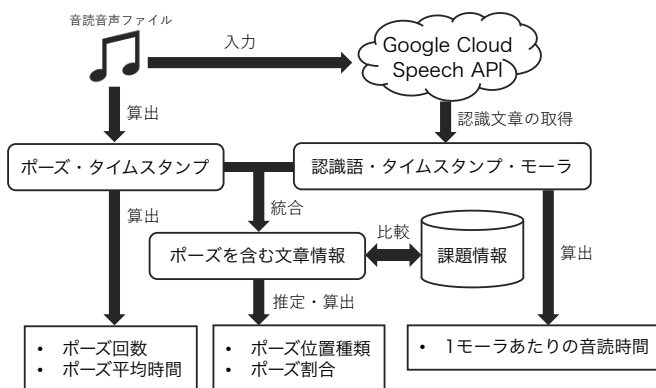 音読音声ファイル
入力
Google Cloud
Speech API
算出
認識文章の取得
ポーズ・タイムスタンプ
認識語・タイムスタンプ・モーラ
算出
統合
比較
ポーズを含む文章情報
課題情報
算出
推定・算出
• ポーズ回数
• ポーズ平均時間
• ポーズ位置種類
• ポーズ割合
• 1モーラあたりの音読時間